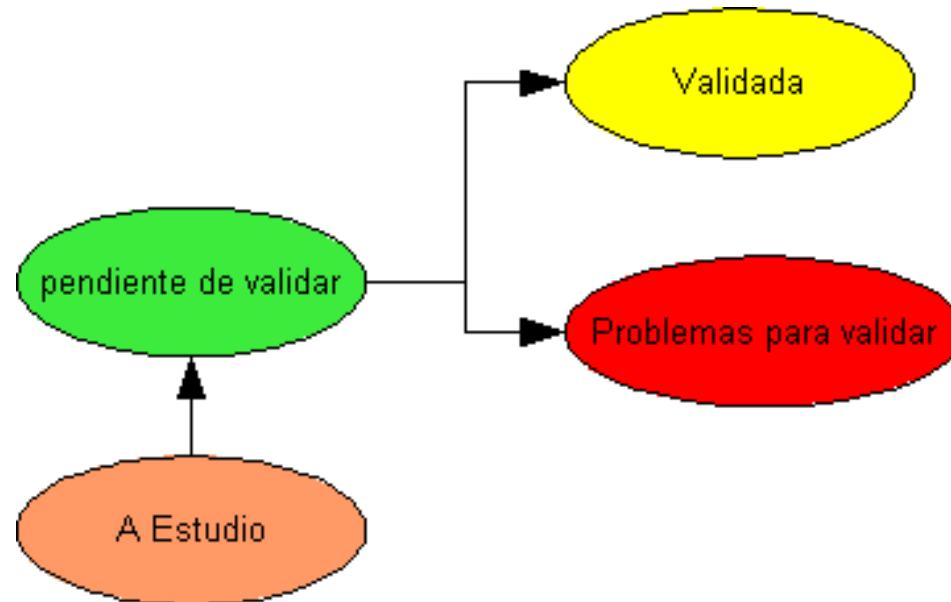 Validada
pendiente de validar
Problemas para validar
A Estudio